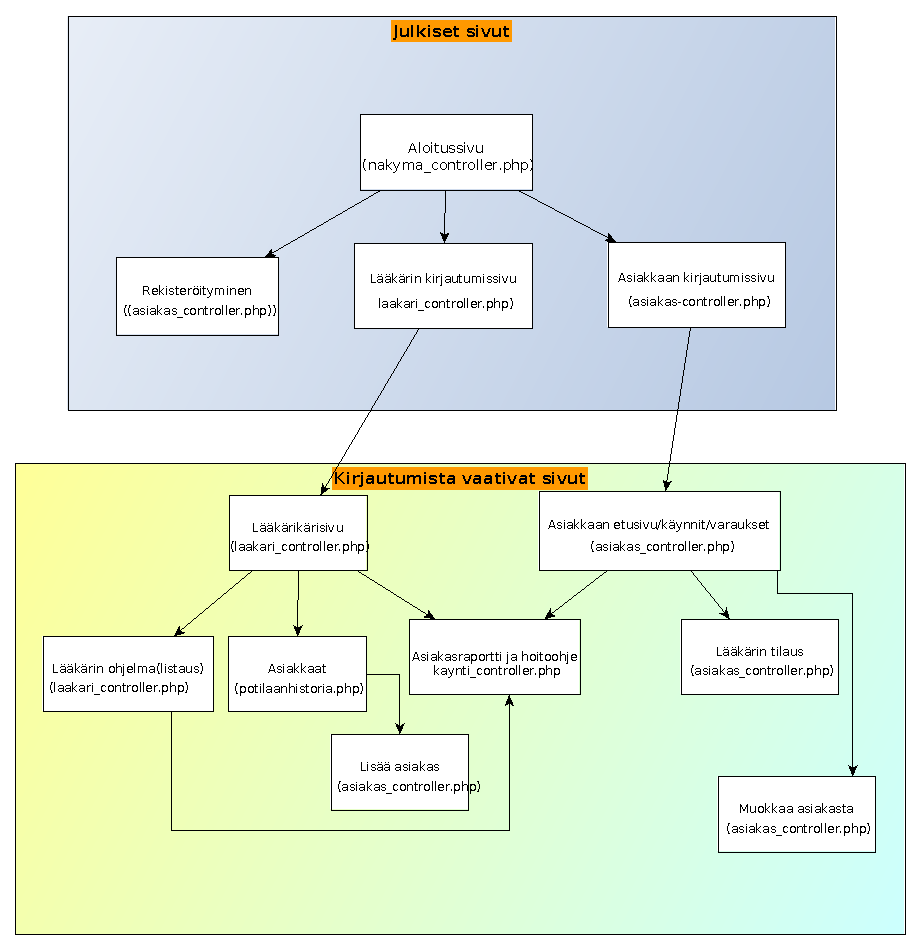 Julkiset sivut
Aloitussivu
(nakyma_controller.php)
Rekisteröityminen
((asiakas_controller.php))
Lääkärin kirjautumissivu
laakari_controller.php)
Asiakkaan kirjautumissivu
(asiakas-controller.php)
Kirjautumista vaativat sivut
Lääkärikärisivu
(laakari_controller.php)
Asiakkaan etusivu/käynnit/varaukset
(asiakas_controller.php)
Lääkärin ohjelma(listaus)
(laakari_controller.php)
Asiakkaat
(potilaanhistoria.php)
Asiakasraportti ja hoitoohje
kaynti_controller.php
Lääkärin tilaus
(asiakas_controller.php)
Lisää asiakas
(asiakas_controller.php)
Muokkaa asiakasta
(asiakas_controller.php)